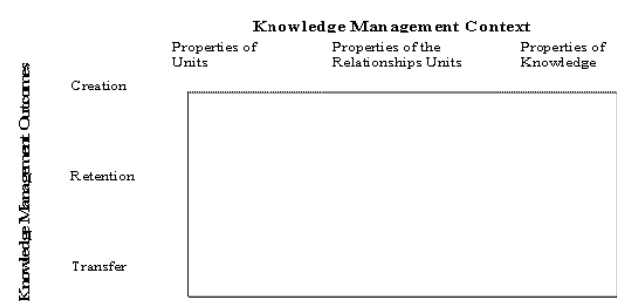 Knowledge Management Context
Properties of
Units
Properties of the
Relationships Units
Properties of
Knowledge
Knowledge Management Outcomes
Creation
Retention
Transfer